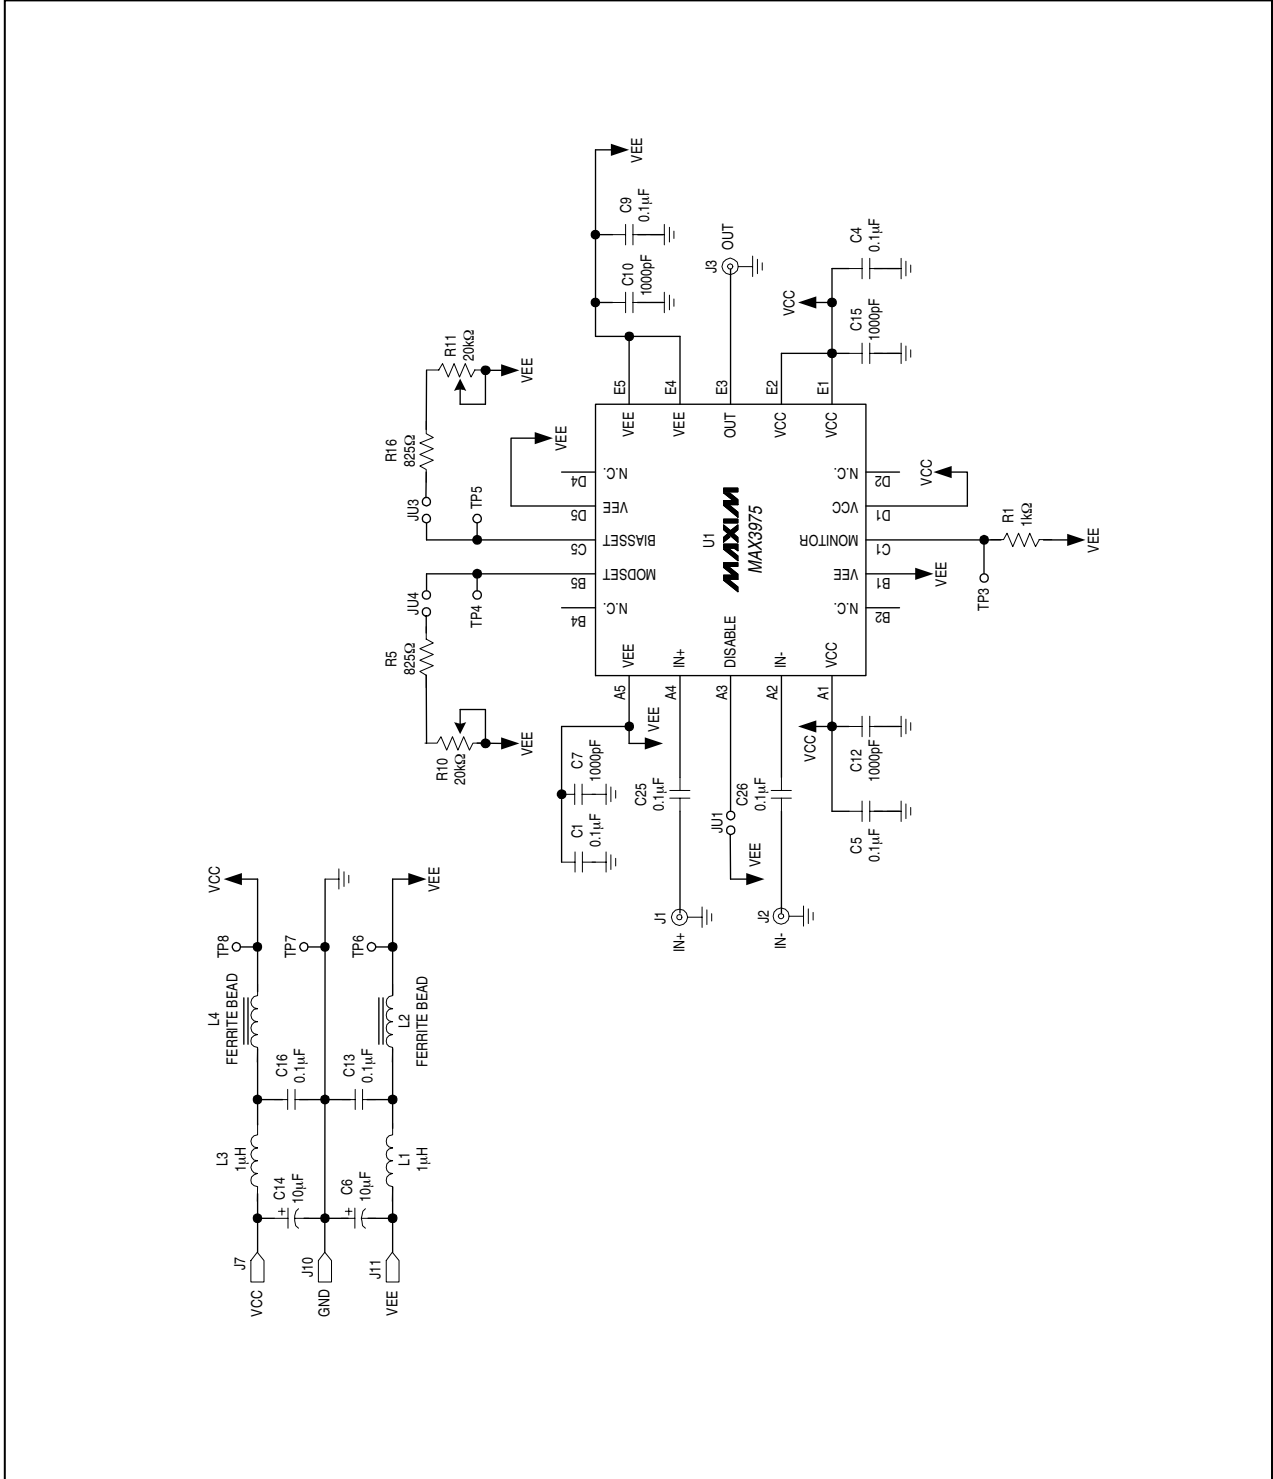 VCC
J7
L3
1μH
C14
10μF
L4
FERRITE BEAD
C16
0.1μF
TP8
VCC
GND
J10
TP7
VEE
J11
C6
10μF
L1
1μH
C13
0.1μF
L2
FERRITE BEAD
TP6
VEE
R10
20kΩ
VEE
R5
825Ω
JU4
TP4
JU3
TP5
R16
825Ω
R11
20kΩ
VEE
C1
0.1μF
C7
1000pF
VEE
J1
IN+
C25
0.1μF
VEE
JU1
J2
IN-
C26
0.1μF
VCC
C5
0.1μF
C12
1000pF
A5
VEE
A4
IN+
A3
DISABLE
A2
IN-
A1
VCC
B4
N.C.
B5
MODSET
C5
BIASSET
D5
VEE
D4
N.C.
VEE
U1
MAXIM
MAX3975
B2
N.C.
B1
VEE
C1
MONITOR
D1
VCC
D2
N.C.
VEE
VCC
TP3
R1
1kΩ
VEE
E5
VEE
E4
VEE
E3
OUT
E2
VCC
E1
VCC
C10
1000pF
C9
0.1μF
VEE
J3
OUT
VCC
C15
1000pF
C4
0.1μF
+
+